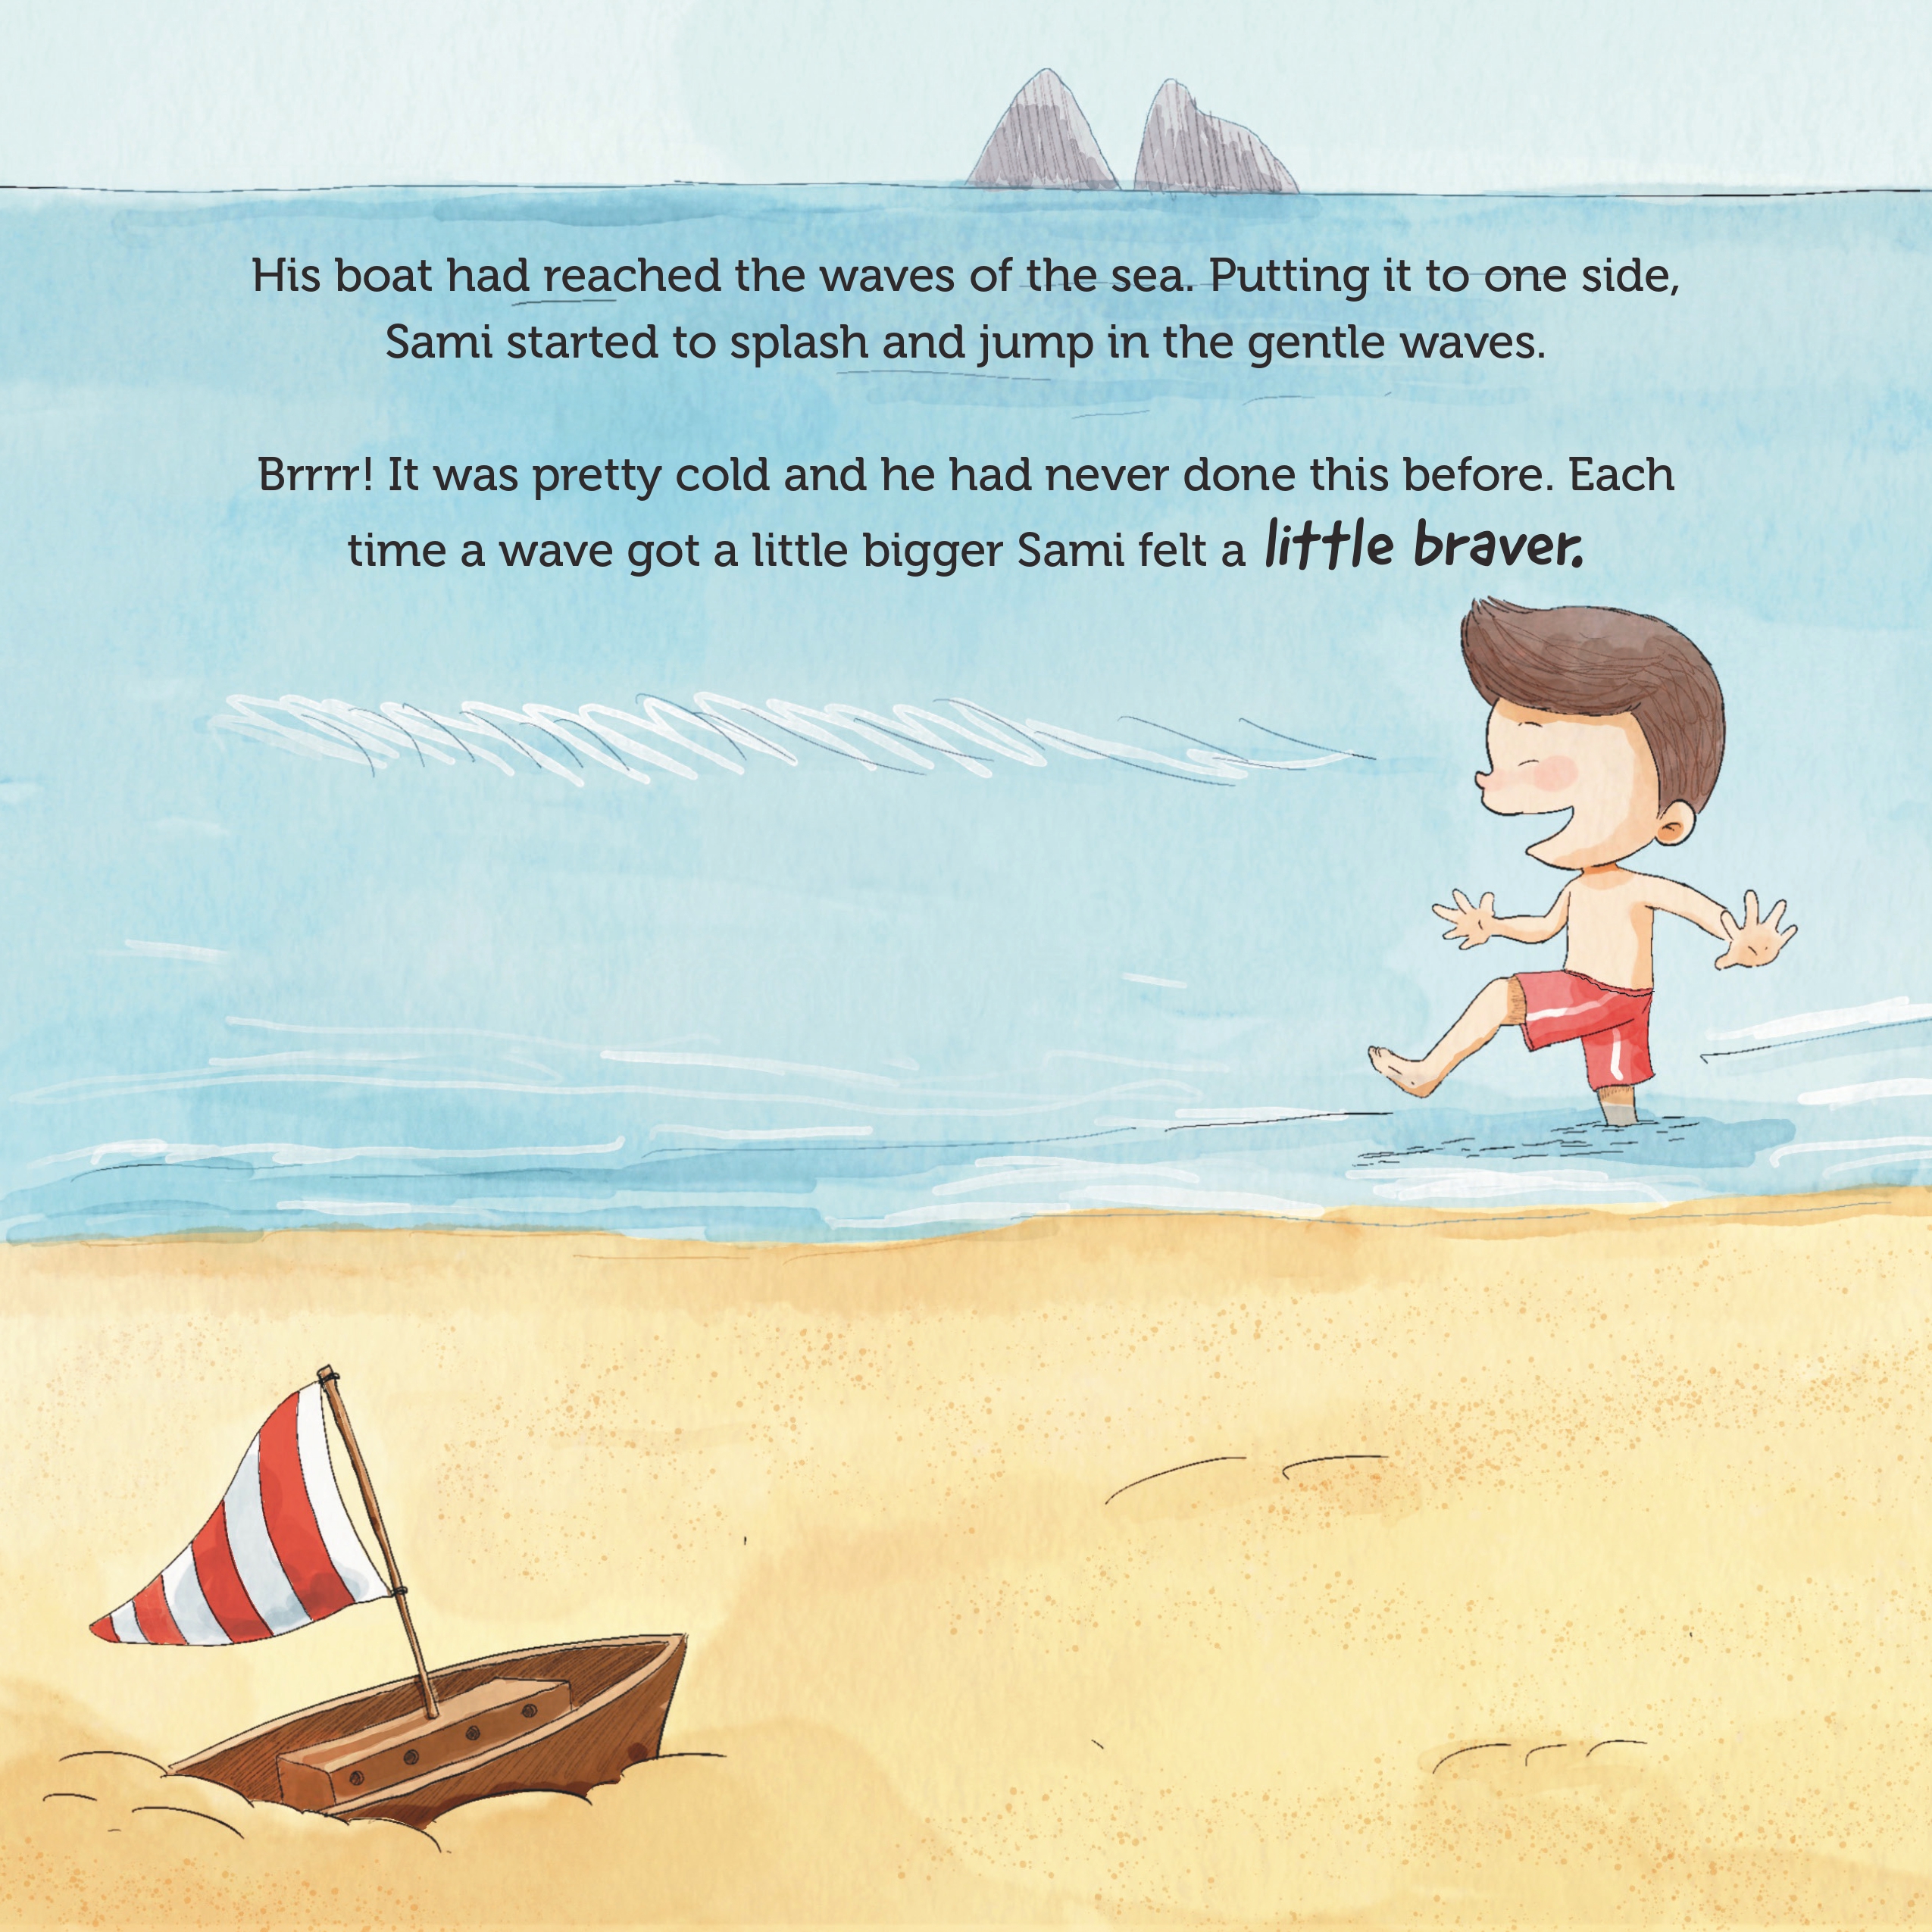 His boat had reached the waves of the sea. Putting it to one side,
Sami started to splash and jump in the gentle waves.
Brrrr! It was pretty cold and he had never done this before. Each
time a wave got a little bigger Sami felt a little braver.